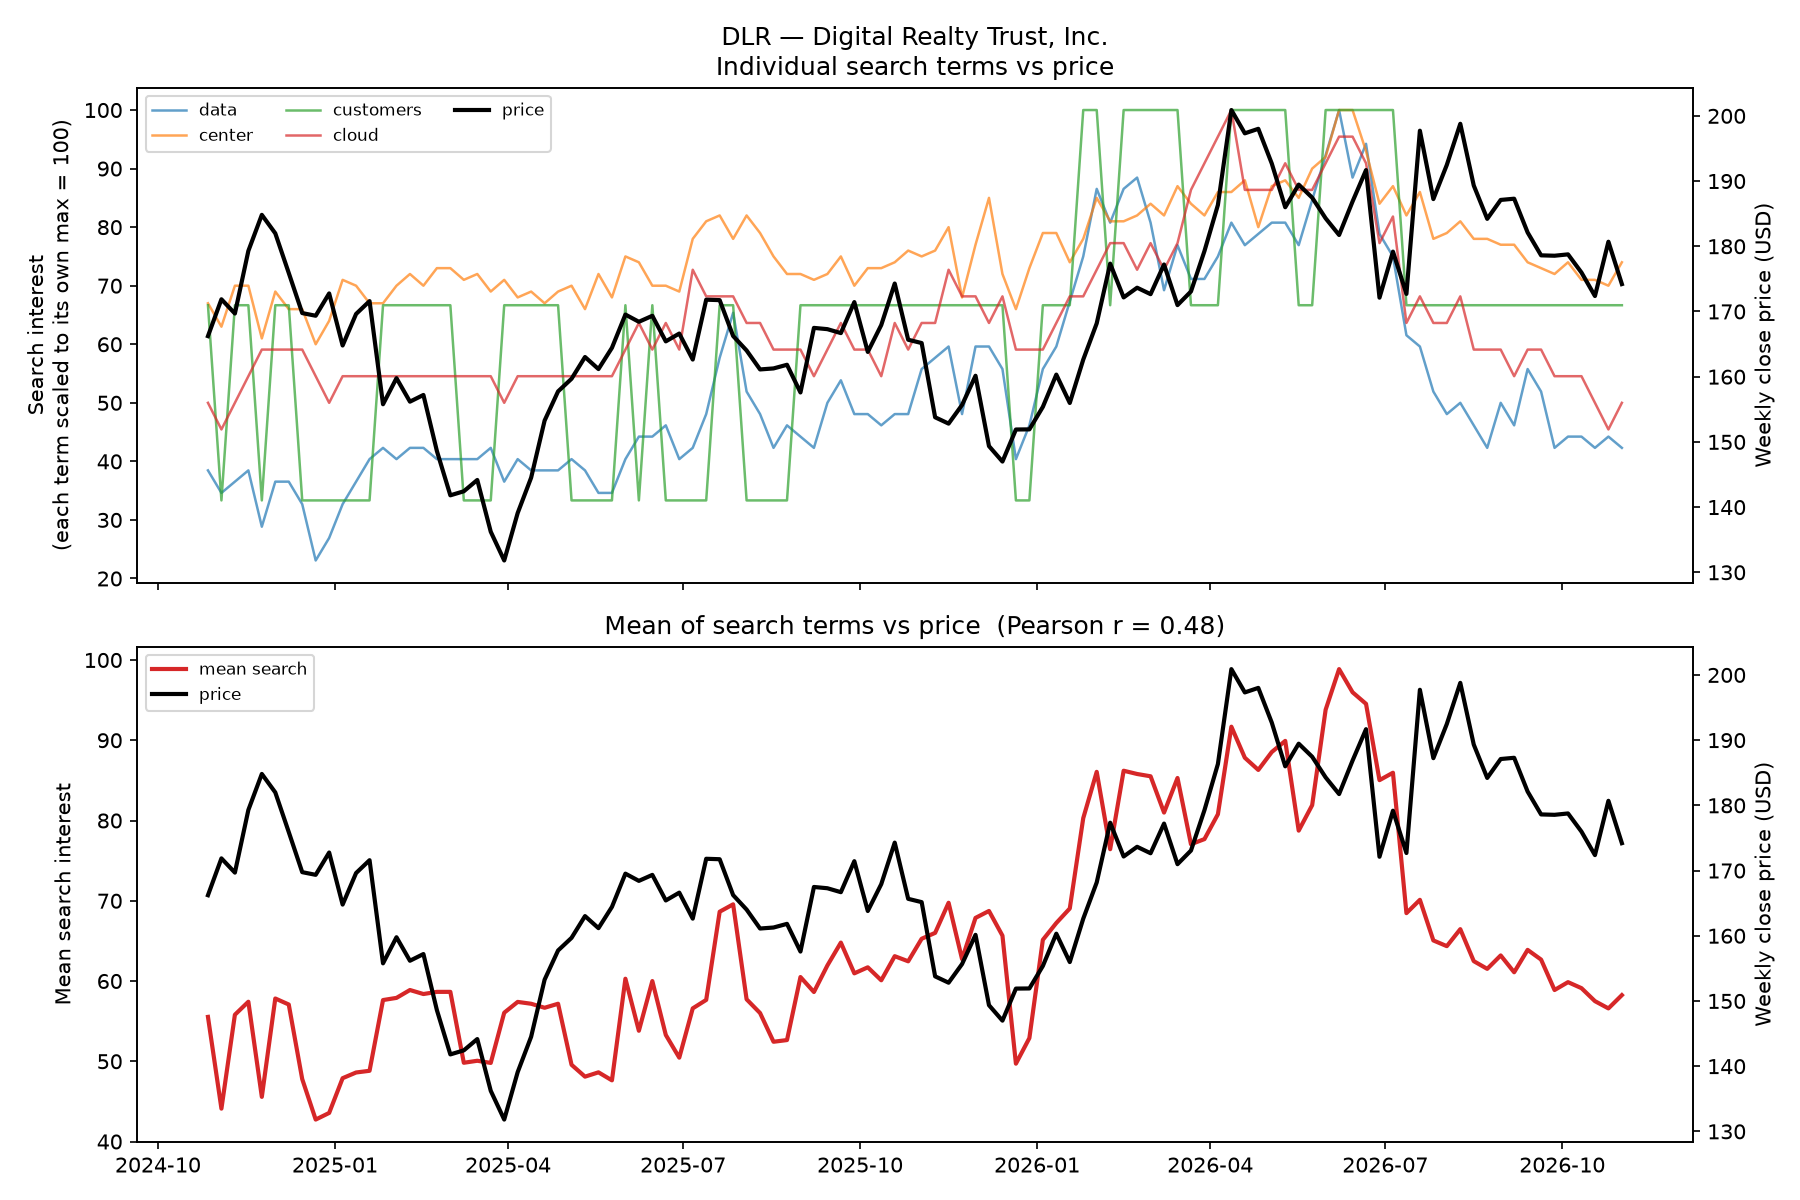 DLR — Digital Realty Trust, Inc.
Individual search terms vs price
data
center
customers
cloud
price
100
90
80
70
60
50
40
30
20
Search interest
(each term scaled to its own max = 100)
200
190
180
170
160
150
140
130
Weekly close price (USD)
Mean of search terms vs price (Pearson r = 0.48)
mean search
price
100
90
80
70
60
50
40
Mean search interest
200
190
180
170
160
150
140
130
Weekly close price (USD)
2024-10
2025-01
2025-04
2025-07
2025-10
2026-01
2026-04
2026-07
2026-10